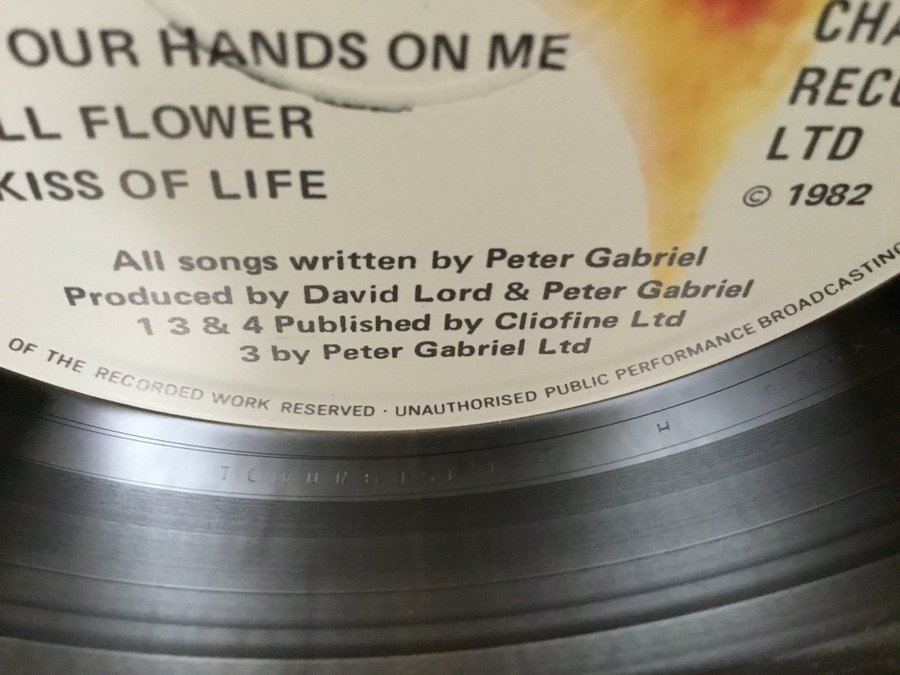 OUR HANDS ON ME
LL FLOWER
KISS OF LIFE
CHA
RECO
LTD
© 1982
All songs written by Peter Gabriel
Produced by David Lord & Peter Gabriel
1 3 & 4 Published by Cliofine Ltd
3 by Peter Gabriel Ltd
OF THE RECORDED WORK RESERVED · UNAUTHORISED PUBLIC PERFORMANCE BROADCASTING
TOWNHOUSE